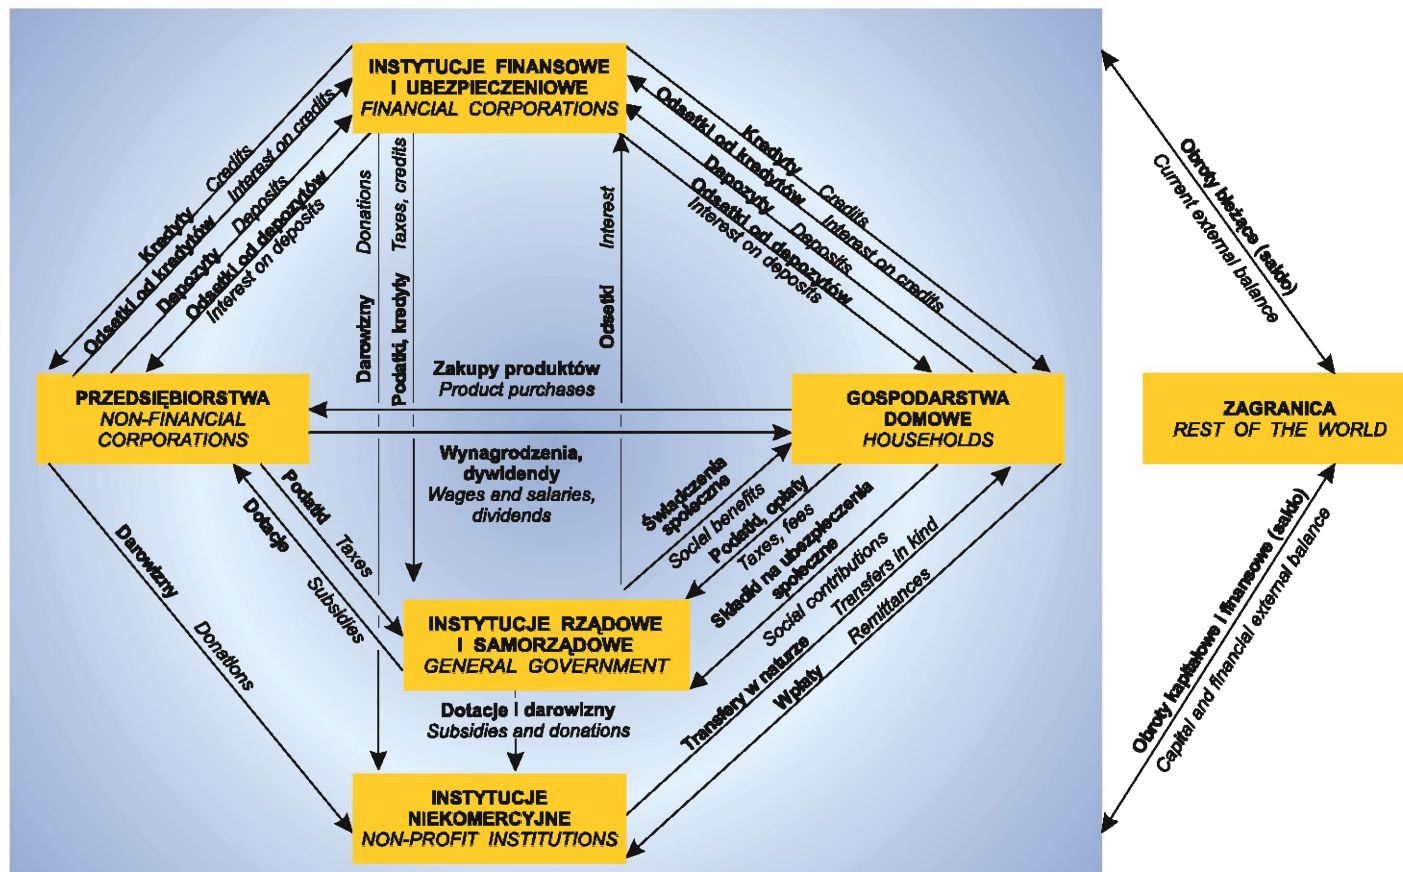 INSTYTUCJE FINANSOWE
I UBEZPIECZENIOWE
FINANCIAL CORPORATIONS
Kredyty
Credits
Odsetki od kredytów
Interest on credits
Depozyty
Deposits
Odsetki od depozytów
Interest on deposits
Darowizny
Donations
Podatki, kredyty
Taxes, credits
Odsetki
Interest
Kredyty
Credits
Odsetki od kredytów
Interest on credits
Depozyty
Deposits
Odsetki od depozytów
Interest on deposits
Obroty bieżące (saldo)
Current external balance
PRZEDSIĘBIORSTWA
NON-FINANCIAL
CORPORATIONS
Zakupy produktów
Product purchases
GOSPODARSTWA
DOMOWE
HOUSEHOLDS
ZAGRANICA
REST OF THE WORLD
Wynagrodzenia,
dywidendy
Wages and salaries,
dividends
Podatki
Taxes
Dotacje
Subsidies
Darowizny
Donations
Świadczenia
społeczne
Social benefits
Podatki, opłaty
Taxes, fees
Składki na ubezpieczenia
społeczne
Social contributions
Transfery w naturze
Transfers in kind
Wpłaty
Remittances
Obroty kapitałowe i finansowe (saldo)
Capital and financial external balance
INSTYTUCJE RZĄDOWE
I SAMORZĄDOWE
GENERAL GOVERNMENT
Dotacje i darowizny
Subsidies and donations
INSTYTUCJE
NIEKOMERCYJNE
NON-PROFIT INSTITUTIONS